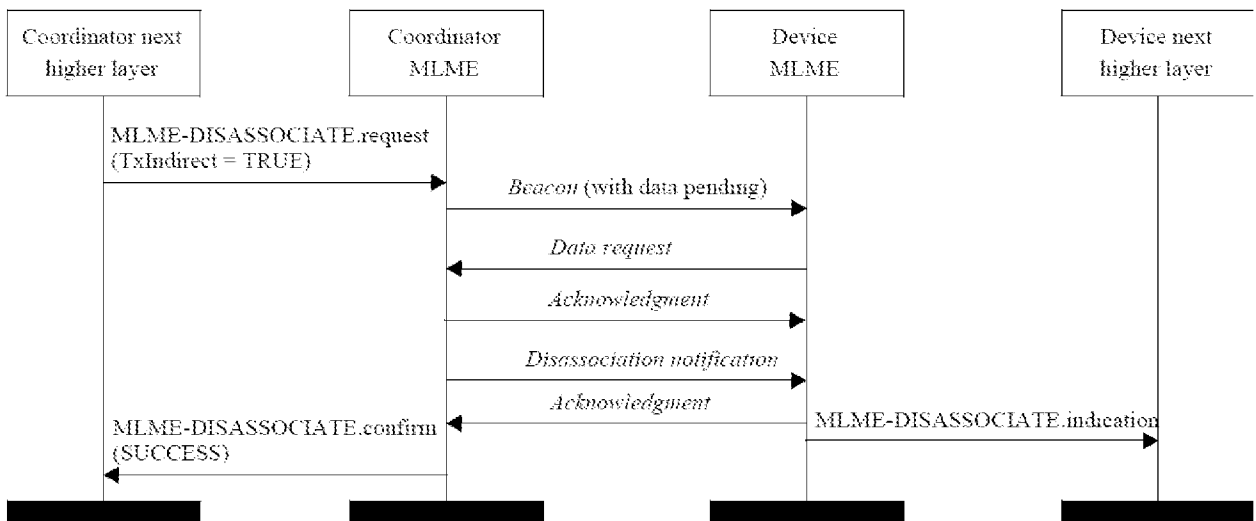 Coordinator next
higher layer
Coordinator
MLME
Device
MLME
Device next
higher layer
MLME-DISASSOCIATE.request
(TxIndirect = TRUE)
Beacon (with data pending)
Data request
Acknowledgment
Disassociation notification
Acknowledgment
MLME-DISASSOCIATE.indication
MLME-DISASSOCIATE.confirm
(SUCCESS)